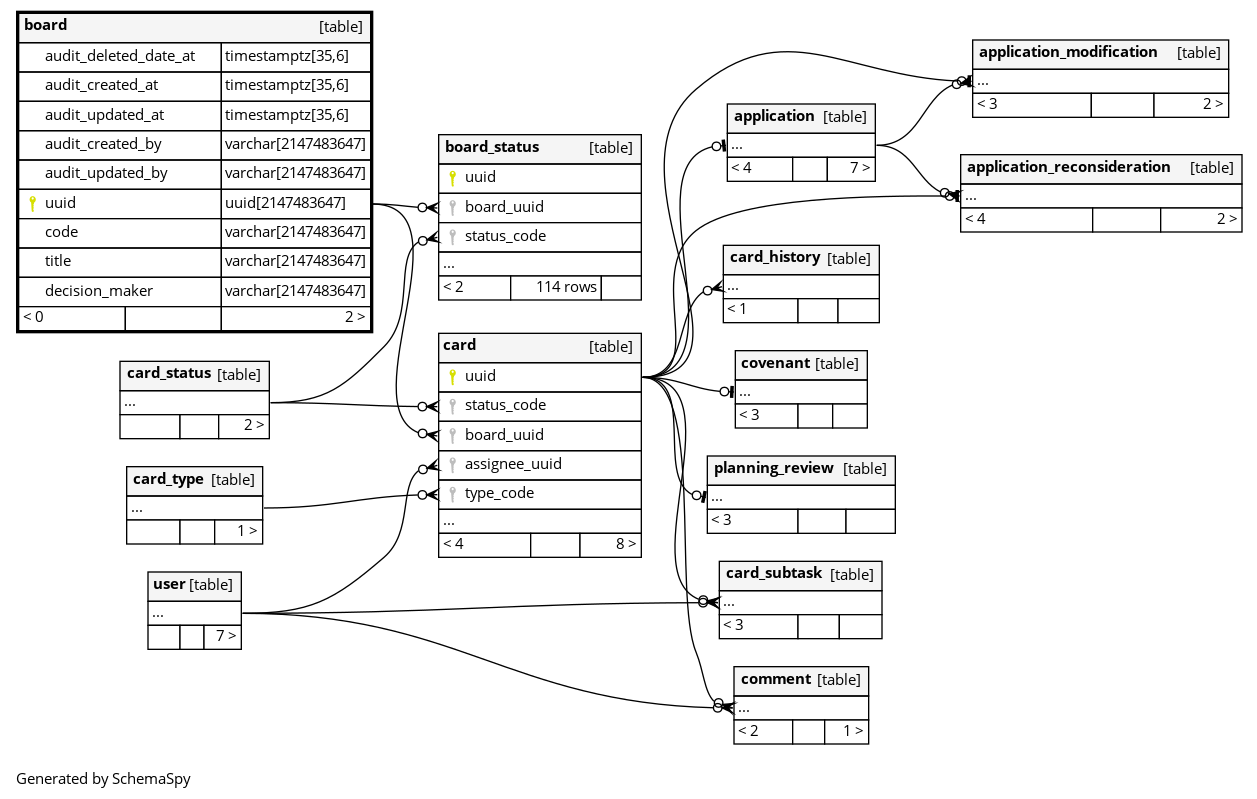 board [table]
audit_deleted_date_at timestamptz[35,6]
audit_created_at timestamptz[35,6]
audit_updated_at timestamptz[35,6]
audit_created_by varchar[2147483647]
audit_updated_by varchar[2147483647]
uuid uuid[2147483647]
code varchar[2147483647]
title varchar[2147483647]
decision_maker varchar[2147483647]
< 0 2 >
card_status [table]
...
2 >
card_type [table]
...
1 >
user [table]
...
7 >
board_status [table]
uuid
board_uuid
status_code
...
< 2 114 rows
card [table]
uuid
status_code
board_uuid
assignee_uuid
type_code
...
< 4 8 >
application [table]
...
< 4 7 >
card_history [table]
...
< 1
covenant [table]
...
< 3
planning_review [table]
...
< 3
card_subtask [table]
...
< 3
comment [table]
...
< 2 1 >
application_modification [table]
...
< 3 2 >
application_reconsideration [table]
...
< 4 2 >
Generated by SchemaSpy